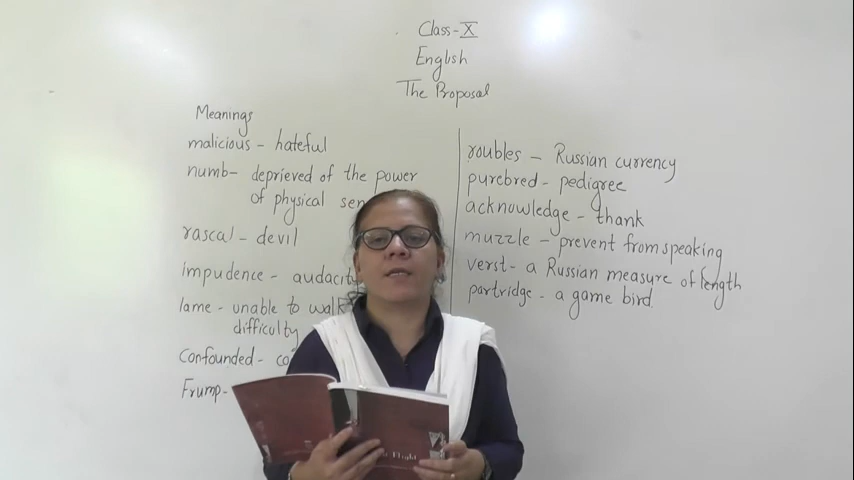 Class-X
English
The Proposal
Meanings
malicious - hateful
numb- deprieved of the power
of physical
rascal - devil
impudence - audacity
lame - unable to walk
difficulty
Confounded -
Frump-
roubles - Russian currency
purebred - pedigree
acknowledge - thank
muzzle - prevent from speaking
verst- a Russian measure of length
partridge - a game bird
Flight